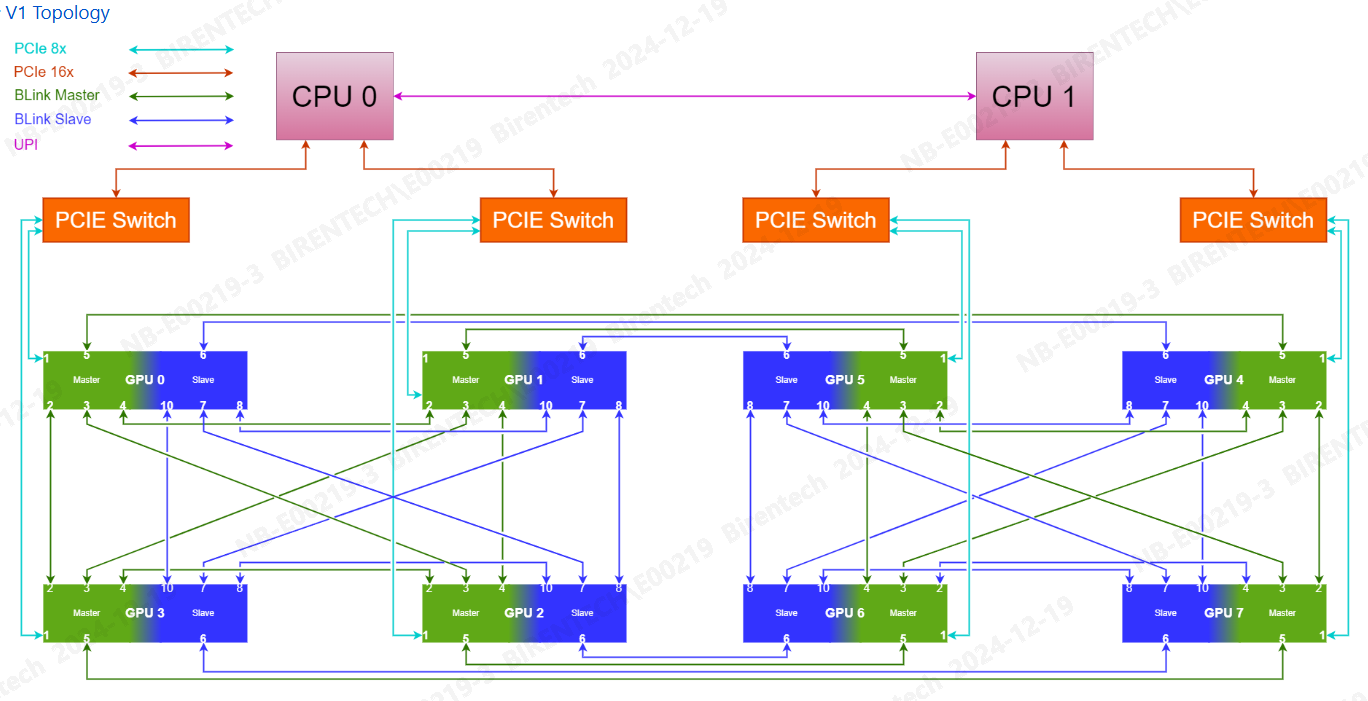 V1 Topology
PCIe 8x
PCIe 16x
BLink Master
BLink Slave
UPI
CPU 0
CPU 1
PCIE Switch
PCIE Switch
PCIE Switch
PCIE Switch
5 6 5 6 6 5 6 5
1 1 1 1
Master GPU 0 Slave
Master GPU 1 Slave
Slave GPU 5 Master
Slave GPU 4 Master
2 3 4 10 7 8
2 3 4 10 7 8
8 7 10 4 3 2
8 7 10 4 3 2
2 3 4 10 7 8
2 3 4 10 7 8
8 7 10 4 3 2
8 7 10 4 3 2
Master GPU 3 Slave
Master GPU 2 Slave
Slave GPU 6 Master
Slave GPU 7 Master
1 5 6
1 5 6
6 5 1
6 5 1
NB-E00219-3 BIRENTECH\E00219 Birentech 2024-12-19